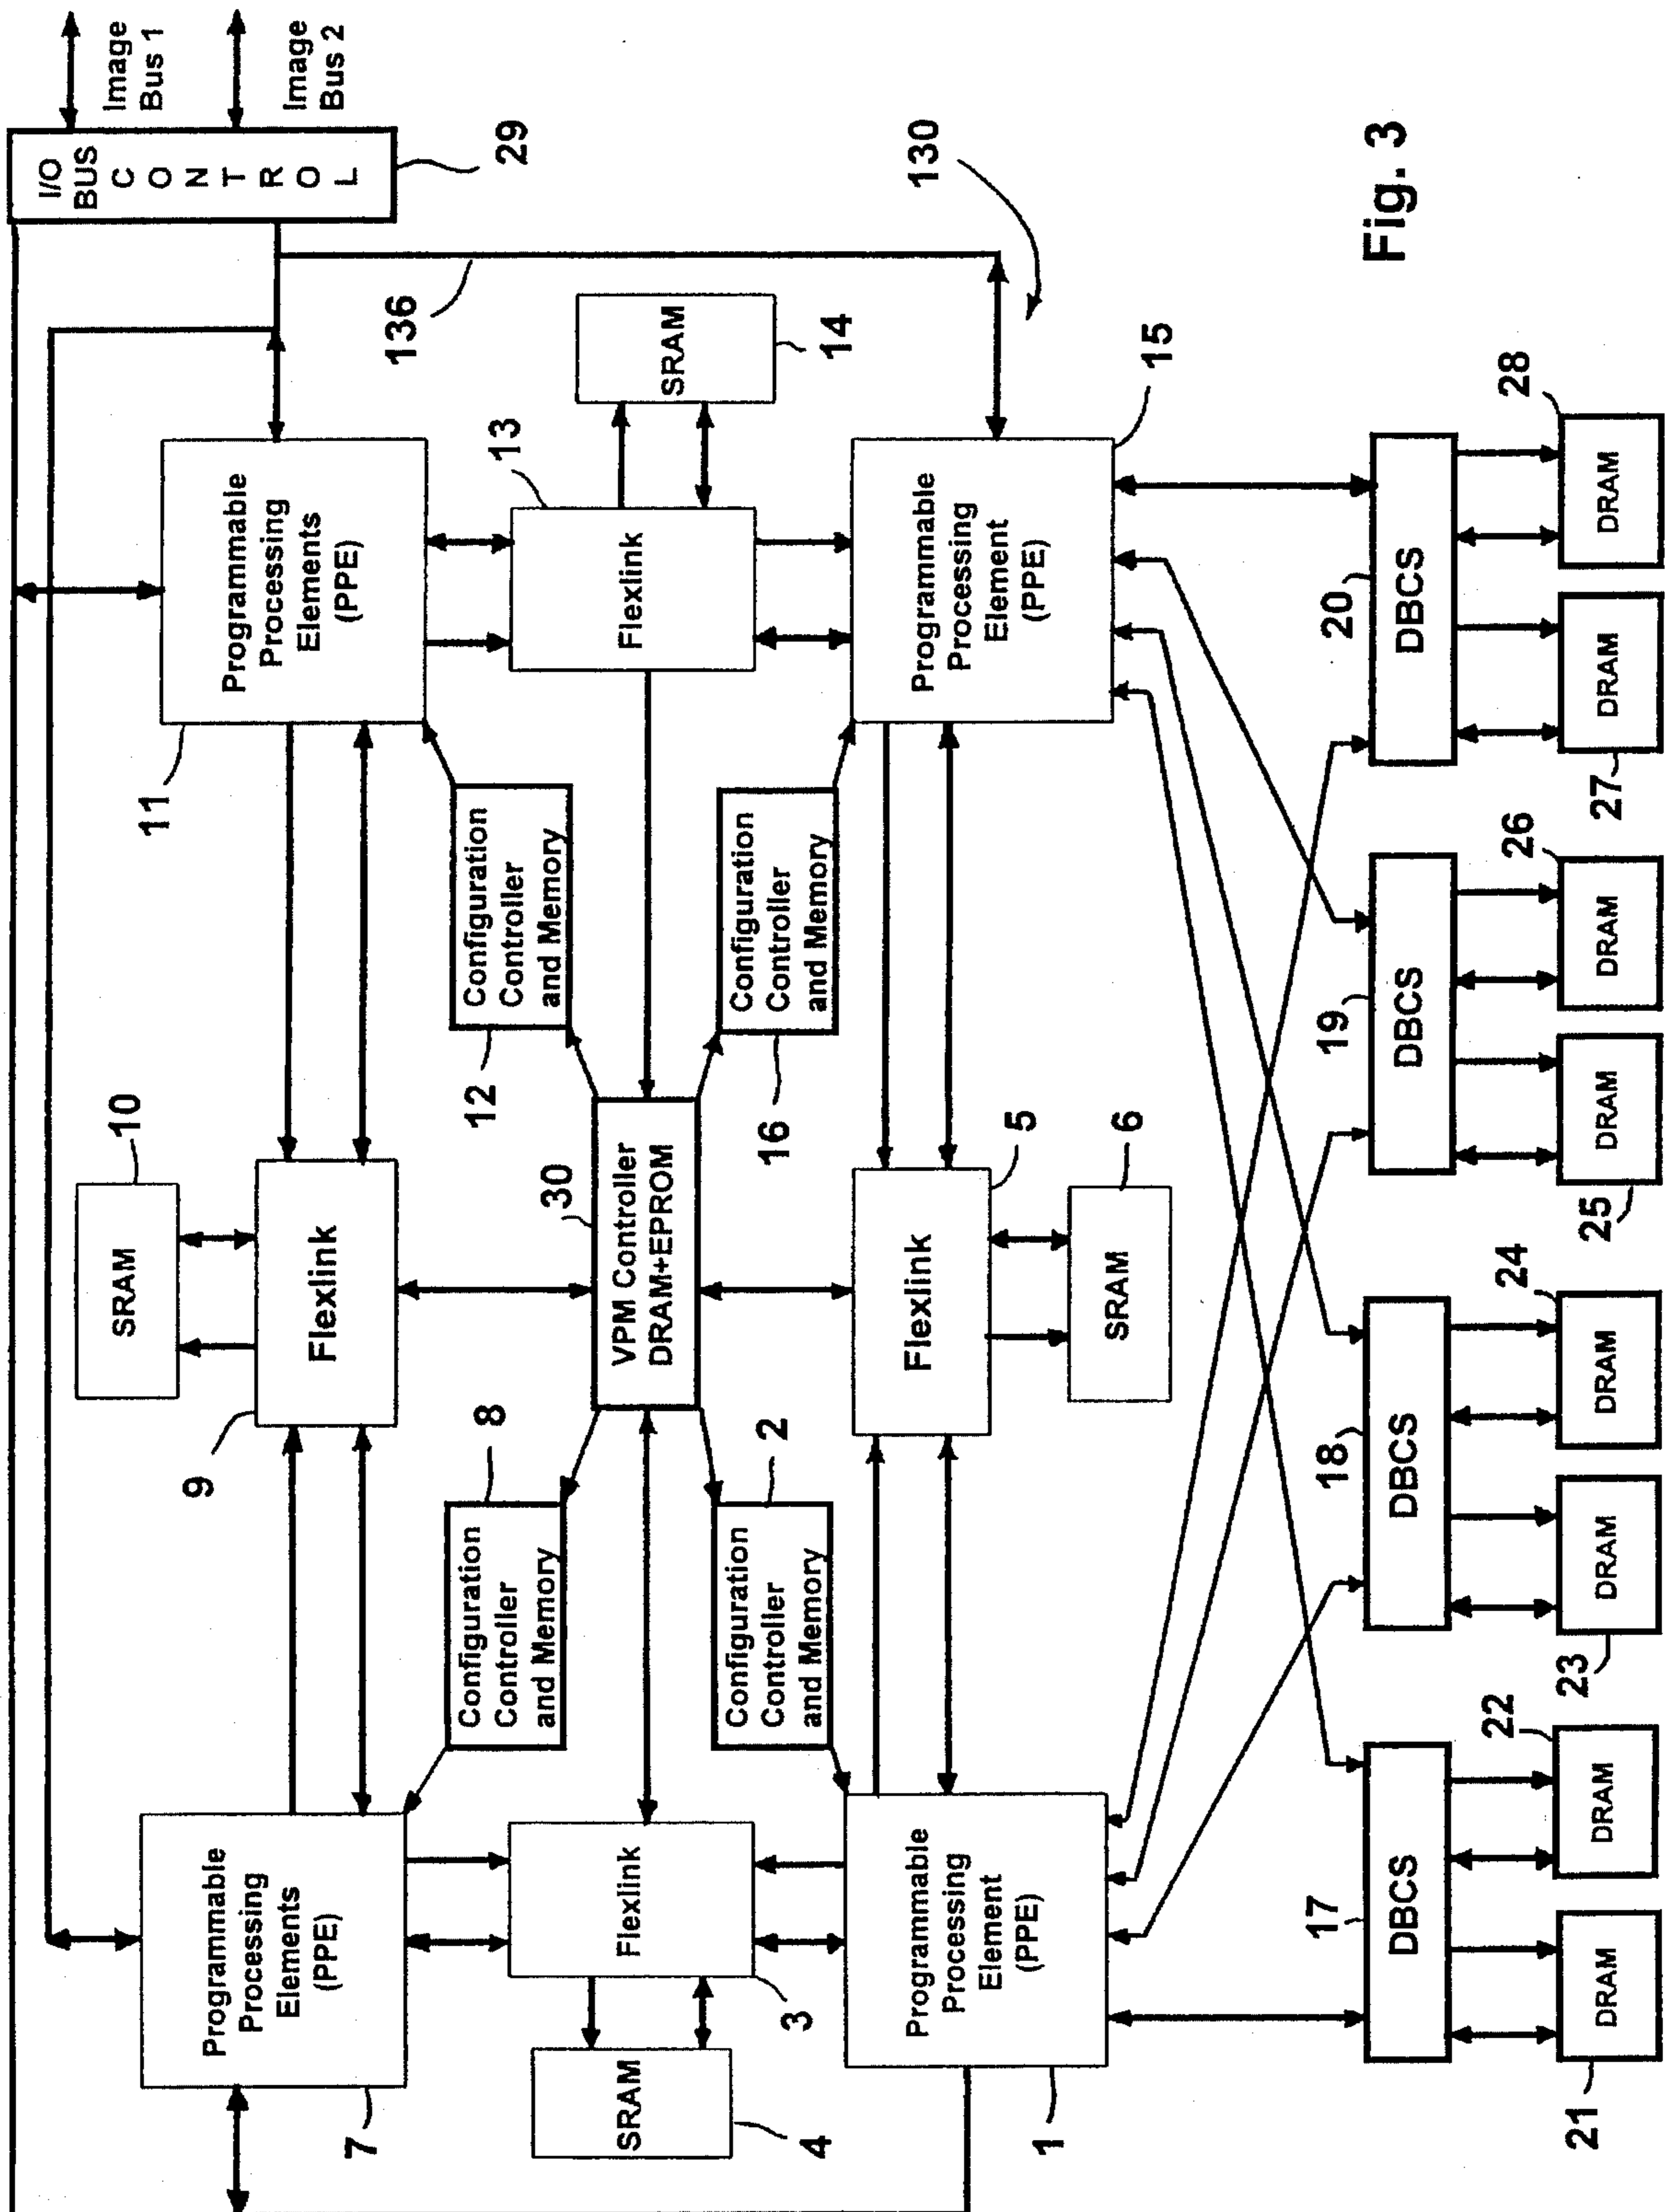 I/O
BUS
C
O
N
T
R
O
L
Image
Bus 1
Image
Bus 2
29
136
130
Programmable
Processing
Elements
(PPE)
7
Programmable
Processing
Elements
(PPE)
11
SRAM
10
Flexlink
9
Configuration
Controller
and Memory
8
Configuration
Controller
and Memory
12
SRAM
4
Flexlink
3
VPM Controller
DRAM+EPROM
30
Flexlink
13
SRAM
14
Configuration
Controller
and Memory
2
Configuration
Controller
and Memory
16
Programmable
Processing
Element
(PPE)
1
Flexlink
5
SRAM
6
Programmable
Processing
Element
(PPE)
15
17
DBCS
18
DBCS
19
DBCS
20
DBCS
21
DRAM
22
DRAM
23
DRAM
24
DRAM
25
DRAM
26
DRAM
27
DRAM
28
DRAM
Fig. 3